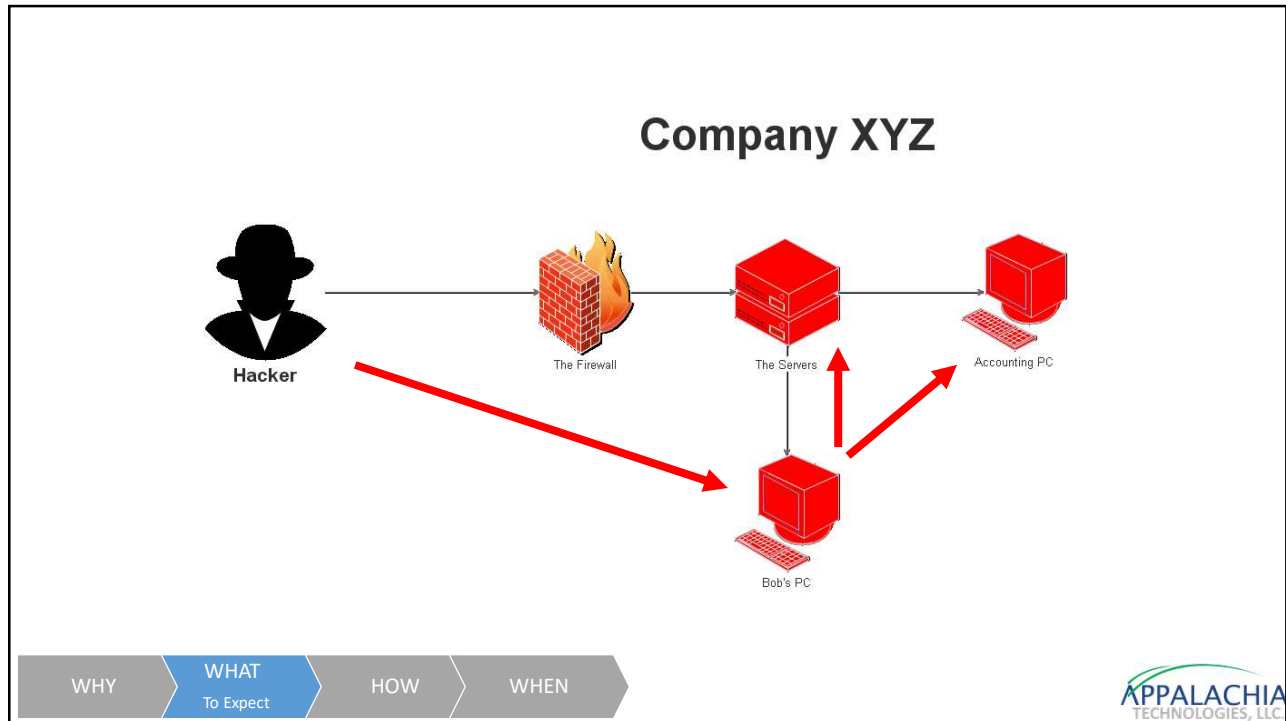 Company XYZ
Hacker
The Firewall
The Servers
Accounting PC
Bob's PC
WHY
WHAT
To Expect
HOW
WHEN
APPALACHIA
TECHNOLOGIES, LLC